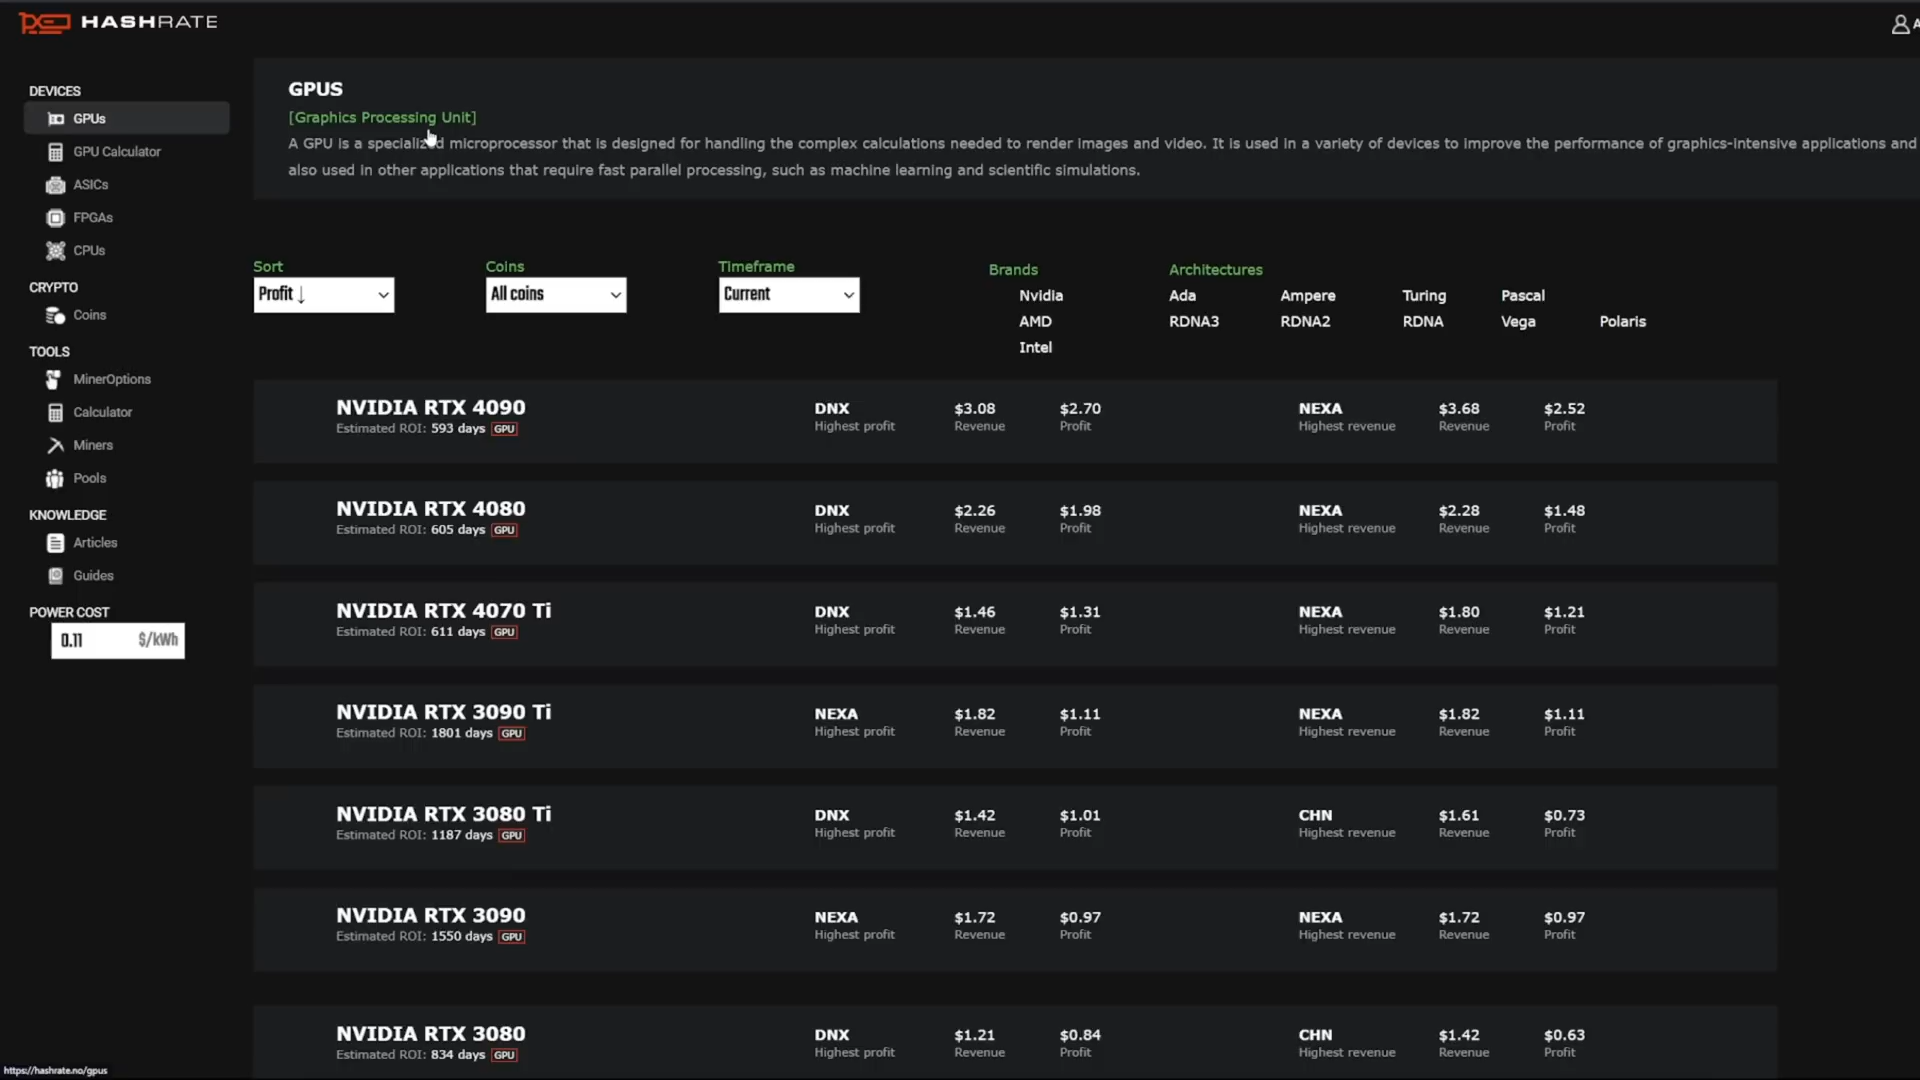 HASHRATE
A
DEVICES
GPUs
GPU Calculator
ASICs
FPGAs
CPUs
CRYPTO
Coins
TOOLS
MinerOptions
Calculator
Miners
Pools
KNOWLEDGE
Articles
Guides
POWER COST
0.11 $/kWh
GPUS
[Graphics Processing Unit]
A GPU is a specialized microprocessor that is designed for handling the complex calculations needed to render images and video. It is used in a variety of devices to improve the performance of graphics-intensive applications and
also used in other applications that require fast parallel processing, such as machine learning and scientific simulations.
Sort
Profit ↓
Coins
All coins
Timeframe
Current
Brands
Nvidia
AMD
Intel
Architectures
Ada Ampere Turing Pascal
RDNA3 RDNA2 RDNA Vega Polaris
NVIDIA RTX 4090 DNX $3.08 $2.70 NEXA $3.68 $2.52
Estimated ROI: 593 days GPU Highest profit Revenue Profit Highest revenue Revenue Profit
NVIDIA RTX 4080 DNX $2.26 $1.98 NEXA $2.28 $1.48
Estimated ROI: 605 days GPU Highest profit Revenue Profit Highest revenue Revenue Profit
NVIDIA RTX 4070 Ti DNX $1.46 $1.31 NEXA $1.80 $1.21
Estimated ROI: 611 days GPU Highest profit Revenue Profit Highest revenue Revenue Profit
NVIDIA RTX 3090 Ti NEXA $1.82 $1.11 NEXA $1.82 $1.11
Estimated ROI: 1801 days GPU Highest profit Revenue Profit Highest revenue Revenue Profit
NVIDIA RTX 3080 Ti DNX $1.42 $1.01 CHN $1.61 $0.73
Estimated ROI: 1187 days GPU Highest profit Revenue Profit Highest revenue Revenue Profit
NVIDIA RTX 3090 NEXA $1.72 $0.97 NEXA $1.72 $0.97
Estimated ROI: 1550 days GPU Highest profit Revenue Profit Highest revenue Revenue Profit
NVIDIA RTX 3080 DNX $1.21 $0.84 CHN $1.42 $0.63
Estimated ROI: 834 days GPU Highest profit Revenue Profit Highest revenue Revenue Profit
https://hashrate.no/gpus